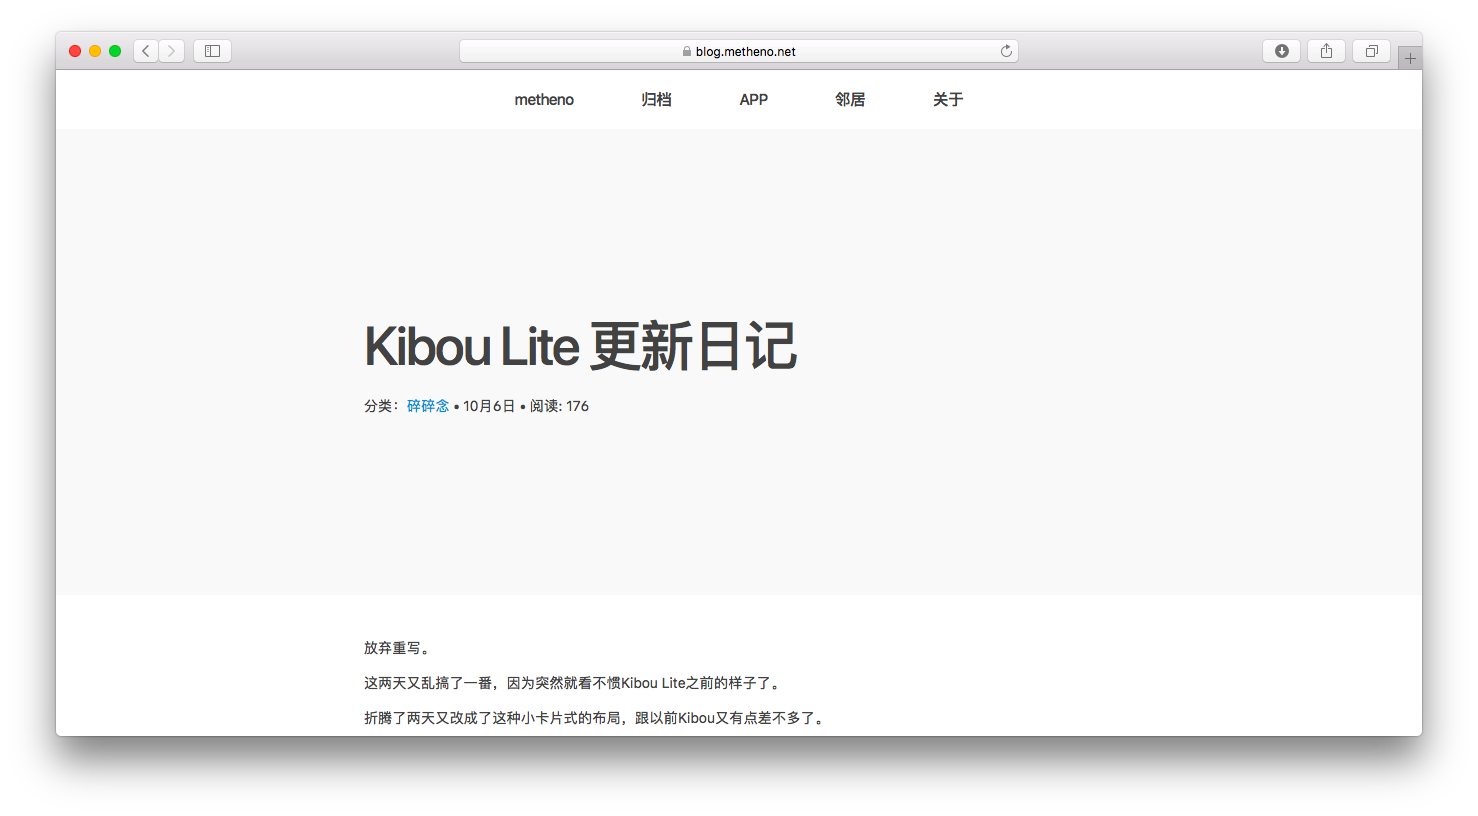 blog.metheno.net
metheno 归档 APP 邻居 关于
Kibou Lite 更新日记
分类：碎碎念 • 10月6日 • 阅读: 176
放弃重写。
这两天又乱搞了一番，因为突然就看不惯Kibou Lite之前的样子了。
折腾了两天又改成了这种小卡片式的布局，跟以前Kibou又有点差不多了。